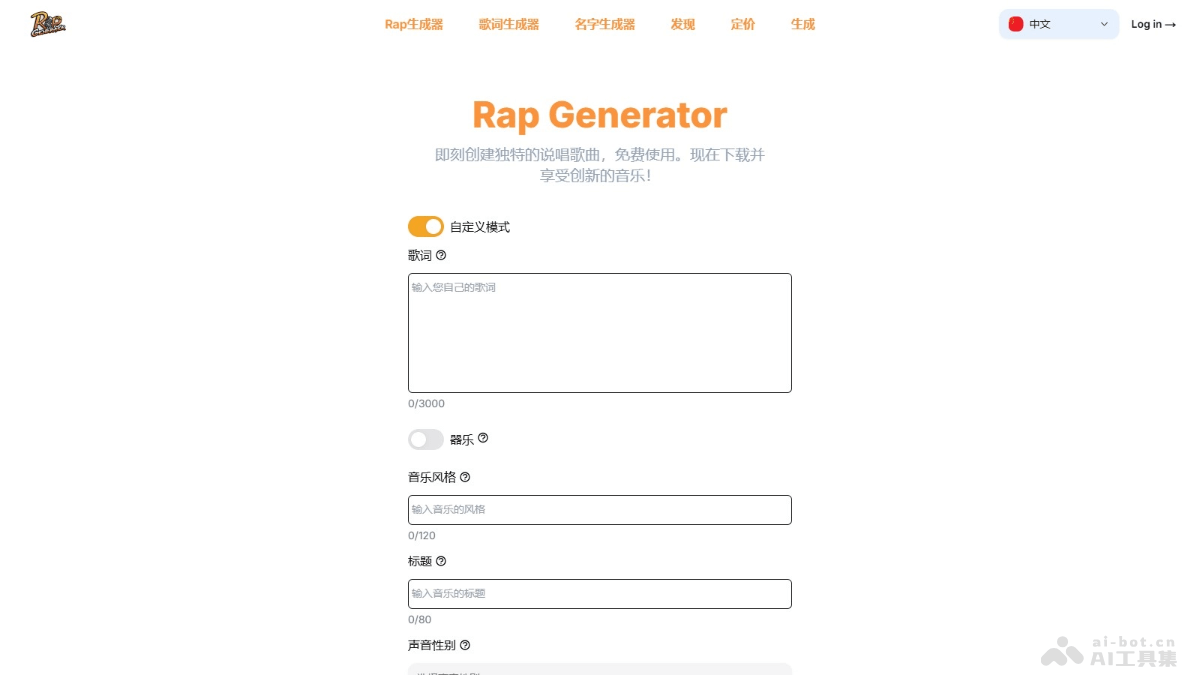 Rap
Rap生成器 歌词生成器 名字生成器 发现 定价 生成
中文
Log in →
Rap Generator
即刻创建独特的说唱歌曲，免费使用。现在下载并
享受创新的音乐！
自定义模式
歌词
输入您自己的歌词
0/3000
器乐
音乐风格
输入音乐的风格
0/120
标题
输入音乐的标题
0/80
声音性别
ai-bot.cn
AI工具集